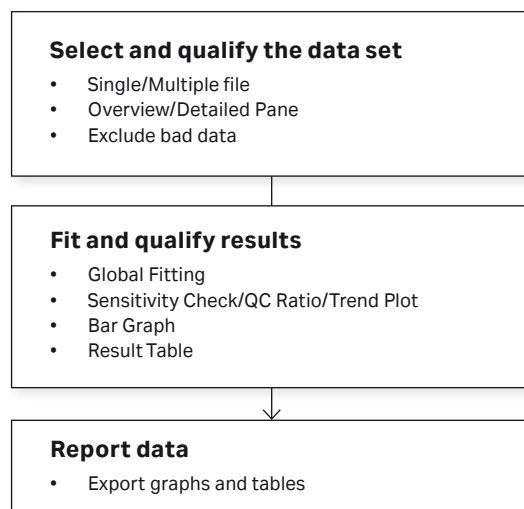 Select and qualify the data set
• Single/Multiple file
• Overview/Detailed Pane
• Exclude bad data
Fit and qualify results
• Global Fitting
• Sensitivity Check/QC Ratio/Trend Plot
• Bar Graph
• Result Table
Report data
• Export graphs and tables